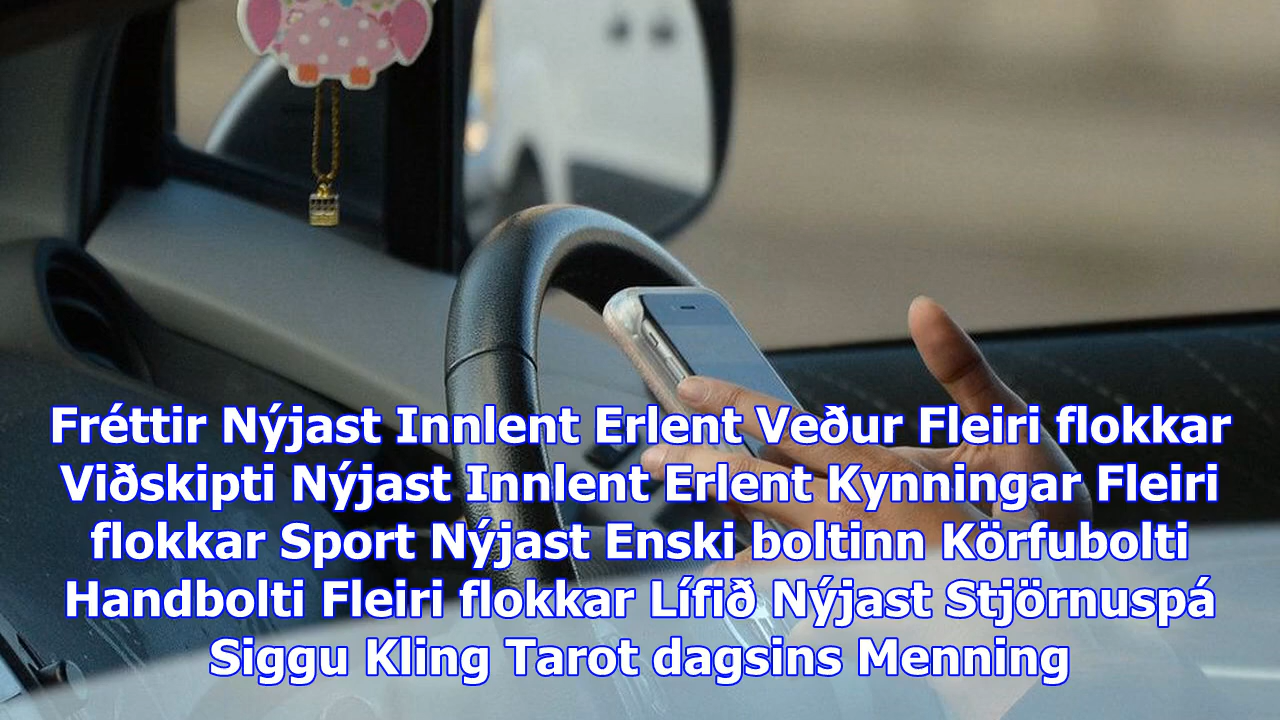 Fréttir Nýjast Innlent Erlent Veður Fleiri flokkar
Viðskipti Nýjast Innlent Erlent Kynningar Fleiri
flokkar Sport Nýjast Enski boltinn Körfubolti
Handbolti Fleiri flokkar Lífið Nýjast Stjörnuspá
Siggu Kling Tarot dagsins Menning